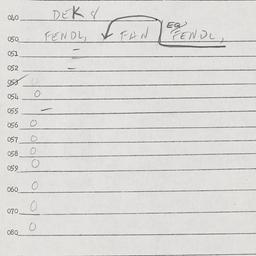 040 DEK 4
EQ
050 FENDL, FAN FENDL,
051 –
052 –
053
054 O
055 –
056 O
057 O
058 O
059 O
060 O
070 O
080 O